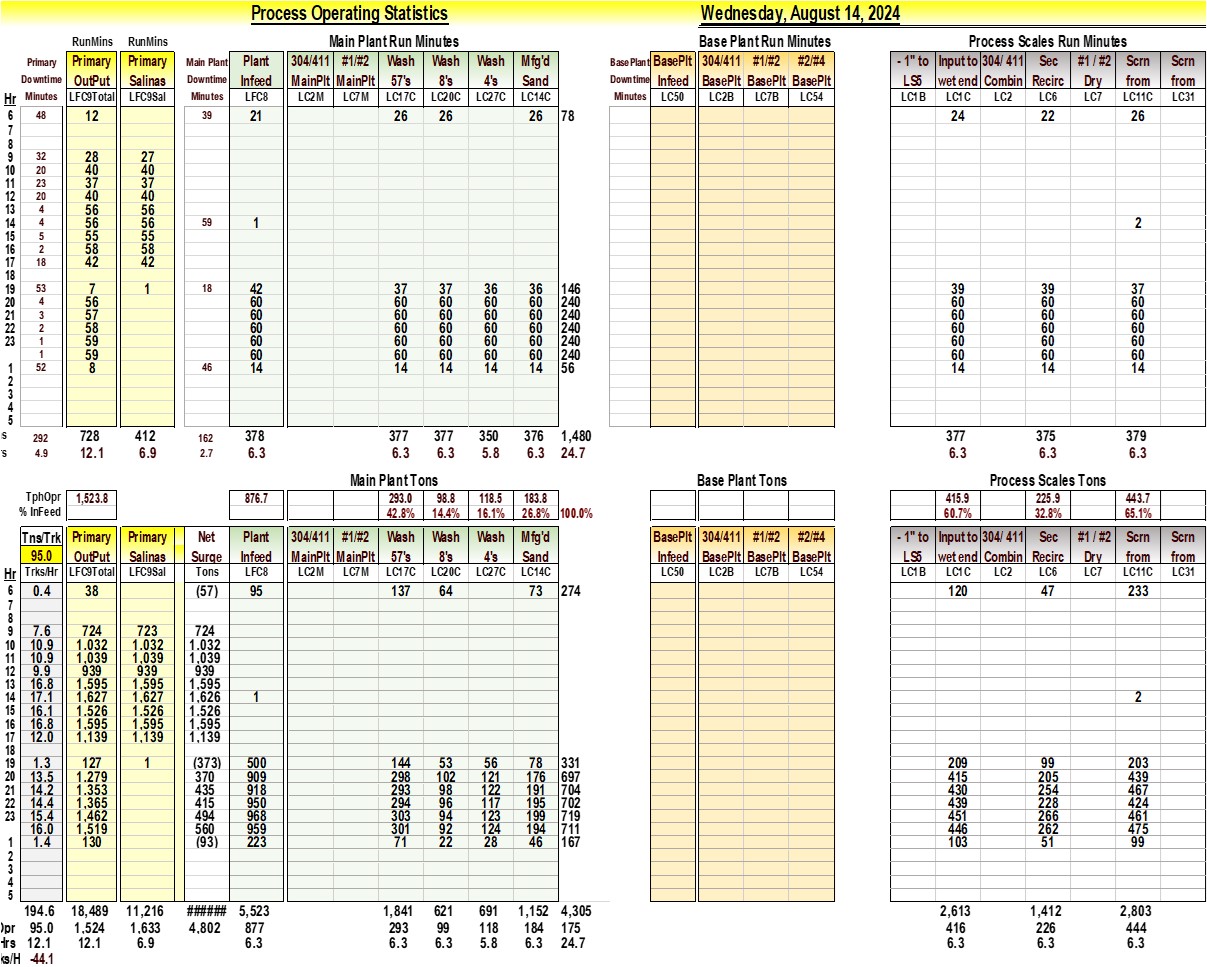 Process Operating Statistics Wednesday, August 14, 2024
RunMins RunMins Main Plant Run Minutes Base Plant Run Minutes Process Scales Run Minutes
Primary Primary Primary Main Plant Plant 304/411 #1/#2 Wash Wash Wash Mfg'd BasePlant BasePlt 304/411 #1/#2 #2/#4 - 1" to Input to 304/ 411 Sec #1 / #2 Scrn Scrn
Downtime OutPut Salinas Downtime Infeed MainPlt MainPlt 57's 8's 4's Sand Downtime Infeed BasePlt BasePlt BasePlt LS5 wet end Combin Recirc Dry from from
Hr Minutes LFC9Total LFC9Sal Minutes LFC8 LC2M LC7M LC17C LC20C LC27C LC14C Minutes LC50 LC2B LC7B LC54 LC1B LC1C LC2 LC6 LC7 LC11C LC31
6 48 12 39 21 26 26 26 78 24 22 26
7
8
9 32 28 27
10 20 40 40
11 23 37 37
12 20 40 40
13 4 56 56
14 4 56 56 59 1 2
15 5 55 55
16 2 58 58
17 18 42 42
18
19 53 7 1 18 42 37 37 36 36 146 39 39 37
20 4 56 60 60 60 60 60 240 60 60 60
21 3 57 60 60 60 60 60 240 60 60 60
22 2 58 60 60 60 60 60 240 60 60 60
23 1 59 60 60 60 60 60 240 60 60 60
1 59 60 60 60 60 60 240 60 60 60
1 52 8 46 14 14 14 14 14 56 14 14 14
2
3
4
5
s 292 728 412 162 378 377 377 350 376 1,480 377 375 379
's 4.9 12.1 6.9 2.7 6.3 6.3 6.3 5.8 6.3 24.7 6.3 6.3 6.3
Main Plant Tons Base Plant Tons Process Scales Tons
TphOpr 1,523.8 876.7 293.0 98.8 118.5 183.8 415.9 225.9 443.7
% InFeed 42.8% 14.4% 16.1% 26.8% 100.0% 60.7% 32.8% 65.1%
Tns/Trk Primary Primary Net Plant 304/411 #1/#2 Wash Wash Wash Mfg'd BasePlt 304/411 #1/#2 #2/#4 - 1" to Input to 304/ 411 Sec #1 / #2 Scrn Scrn
95.0 OutPut Salinas Surge Infeed MainPlt MainPlt 57's 8's 4's Sand Infeed BasePlt BasePlt BasePlt LS5 wet end Combin Recirc Dry from from
Hr Trks/Hr LFC9Total LFC9Sal Tons LFC8 LC2M LC7M LC17C LC20C LC27C LC14C LC50 LC2B LC7B LC54 LC1B LC1C LC2 LC6 LC7 LC11C LC31
6 0.4 38 (57) 95 137 64 73 274 120 47 233
7
8
9 7.6 724 723 724
10 10.9 1,032 1,032 1,032
11 10.9 1,039 1,039 1,039
12 9.9 939 939 939
13 16.8 1,595 1,595 1,595
14 17.1 1,627 1,627 1,626 1 2
15 16.1 1,526 1,526 1,526
16 16.8 1,595 1,595 1,595
17 12.0 1,139 1,139 1,139
18
19 1.3 127 1 (373) 500 144 53 56 78 331 209 99 203
20 13.5 1,279 370 909 298 102 121 176 697 415 205 439
21 14.2 1,353 435 918 293 98 122 191 704 430 254 467
22 14.4 1,365 415 950 294 96 117 195 702 439 228 424
23 15.4 1,462 494 968 303 94 123 199 719 451 266 461
16.0 1,519 560 959 301 92 124 194 711 446 262 475
1 1.4 130 (93) 223 71 22 28 46 167 103 51 99
2
3
4
5
194.6 18,489 11,216 ###### 5,523 1,841 621 691 1,152 4,305 2,613 1,412 2,803
Opr 95.0 1,524 1,633 4,802 877 293 99 118 184 175 416 226 444
Hrs 12.1 12.1 6.9 6.3 6.3 6.3 5.8 6.3 24.7 6.3 6.3 6.3
ks/H -44.1